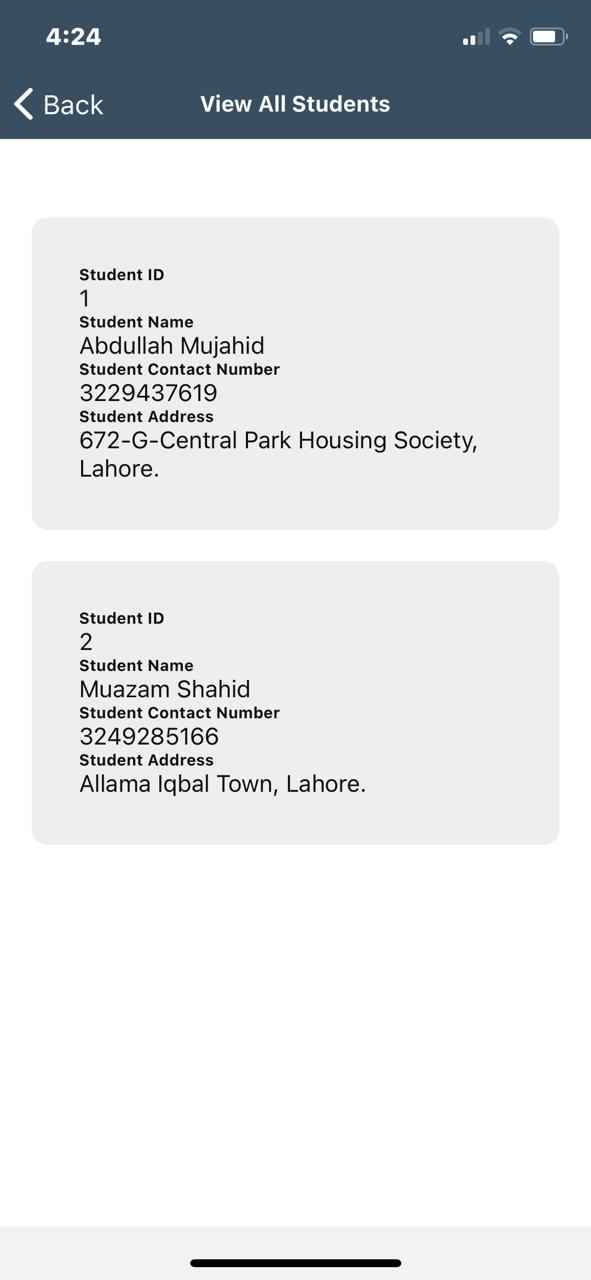 4:24
Back
View All Students
Student ID
1
Student Name
Abdullah Mujahid
Student Contact Number
3229437619
Student Address
672-G-Central Park Housing Society,
Lahore.
Student ID
2
Student Name
Muazam Shahid
Student Contact Number
3249285166
Student Address
Allama Iqbal Town, Lahore.